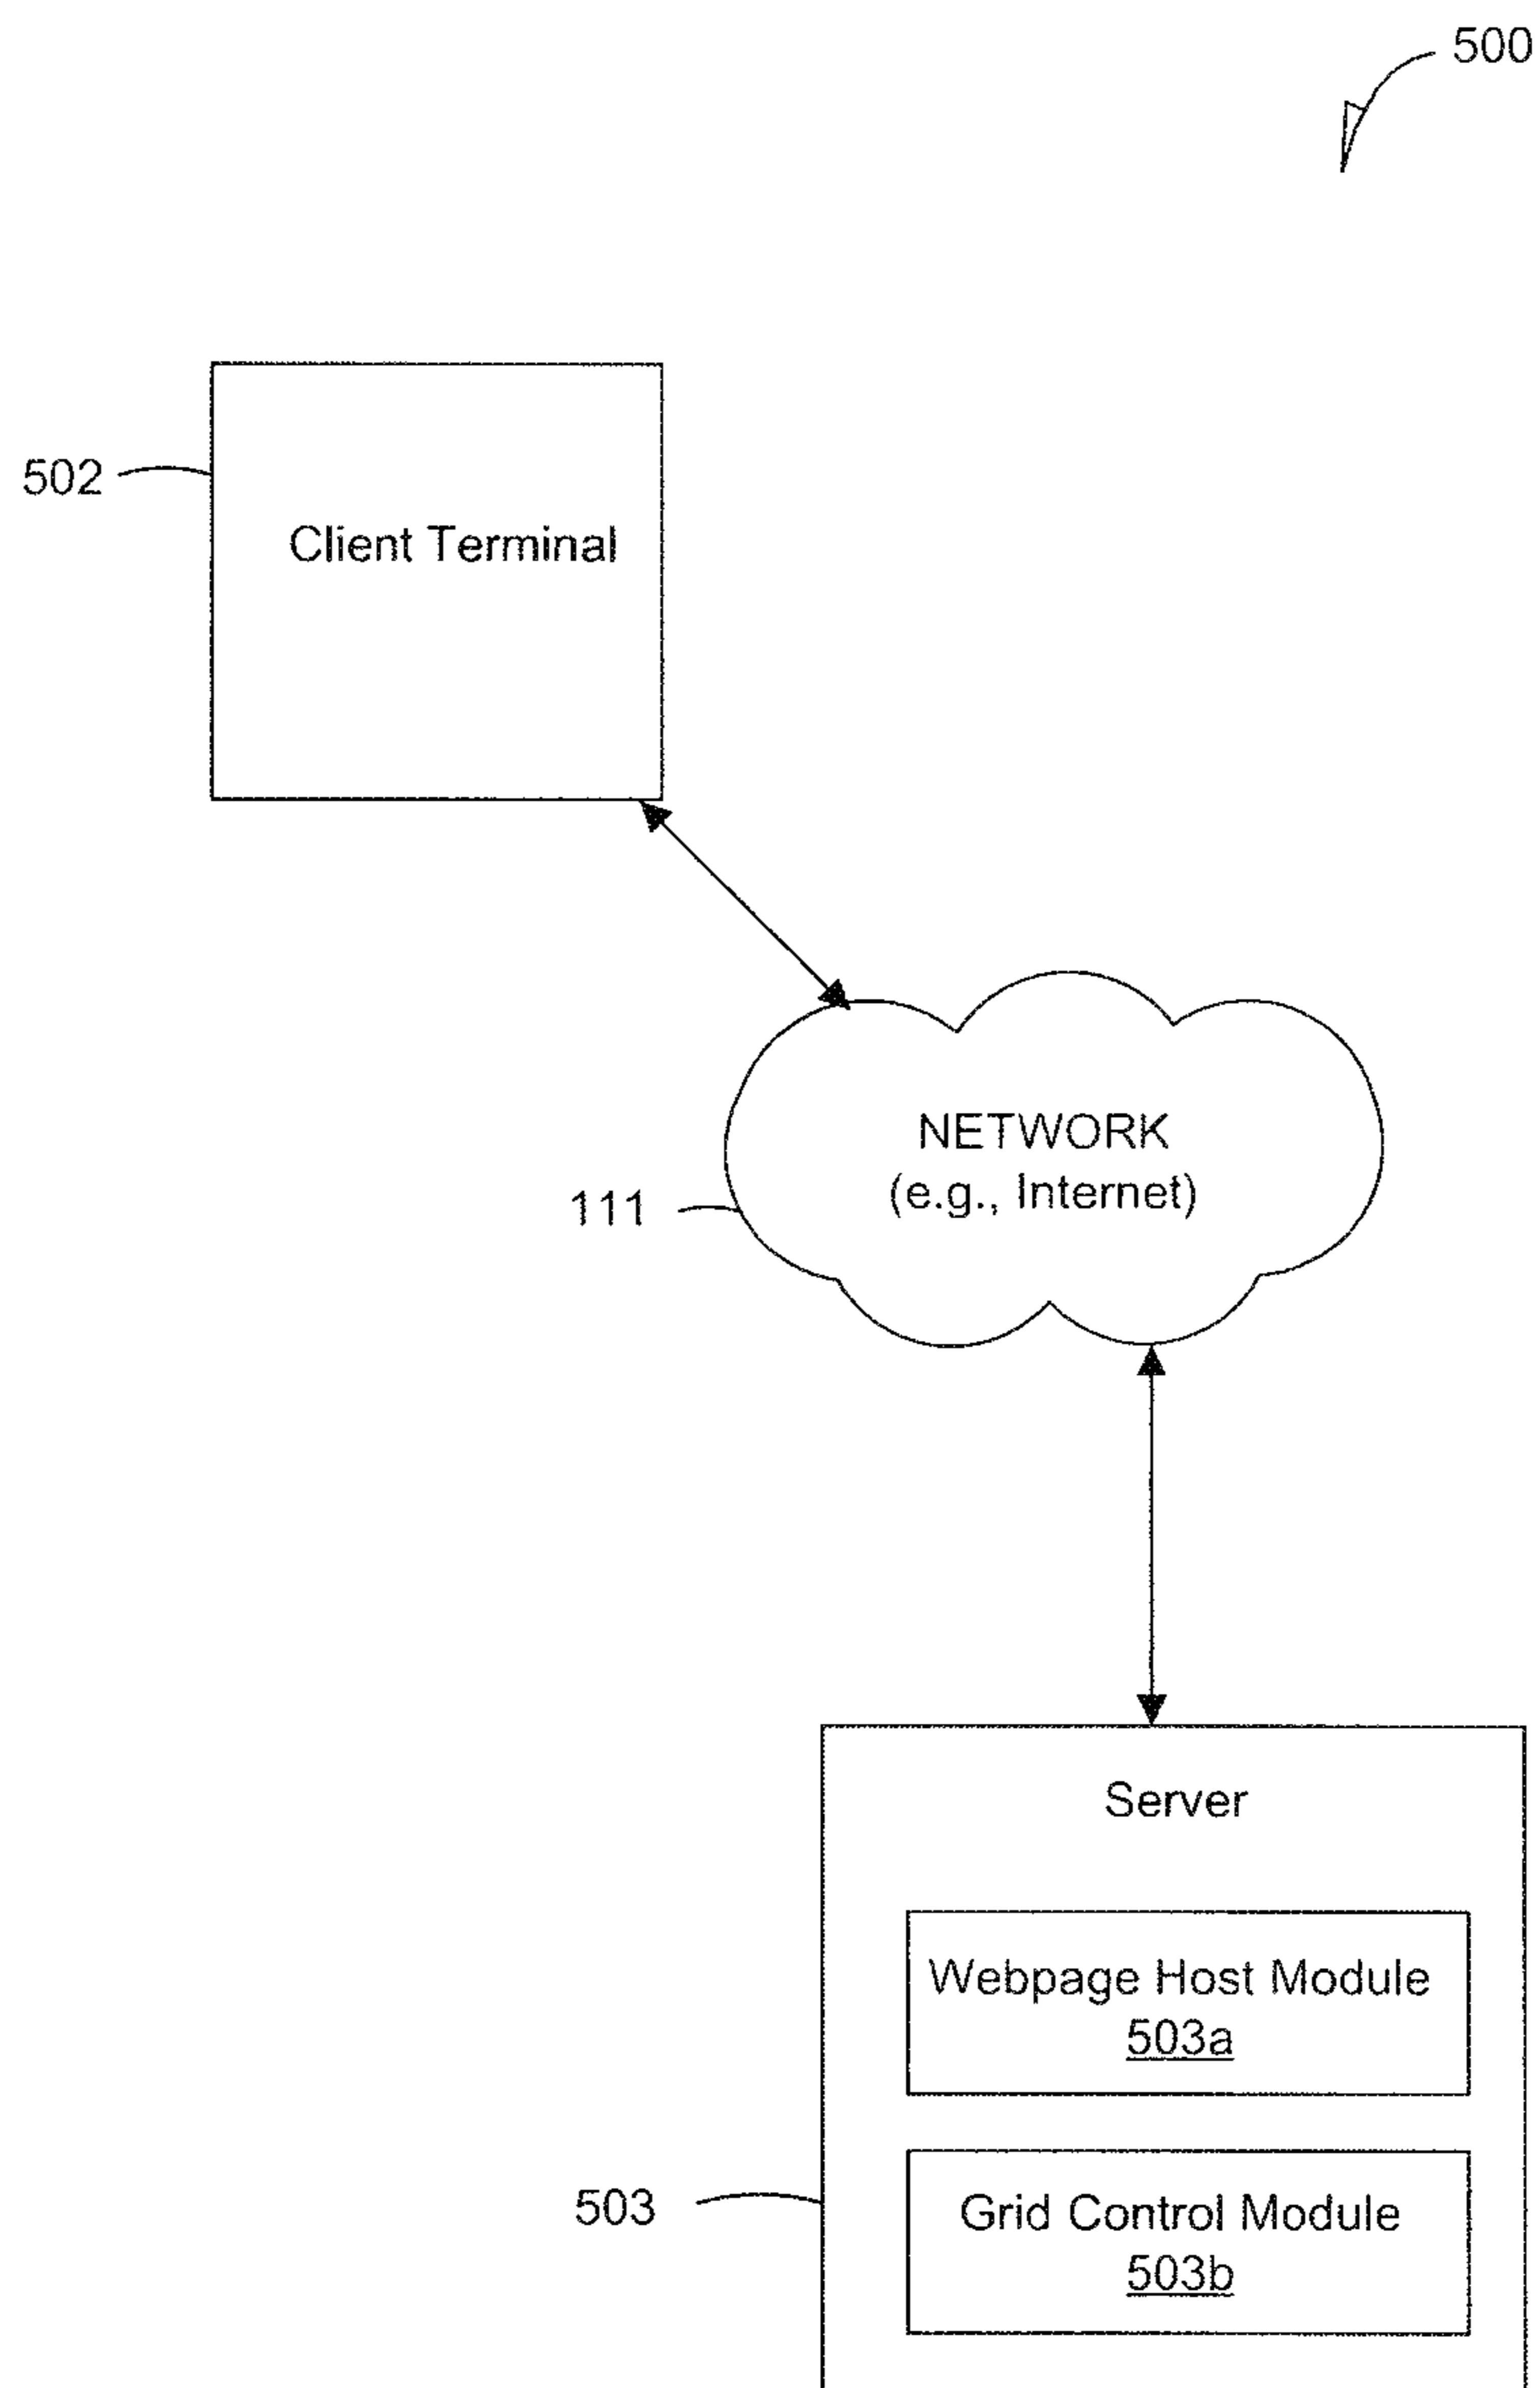 500
502
Client Terminal
NETWORK
(e.g., Internet)
111
Server
Webpage Host Module
503a
503
Grid Control Module
503b